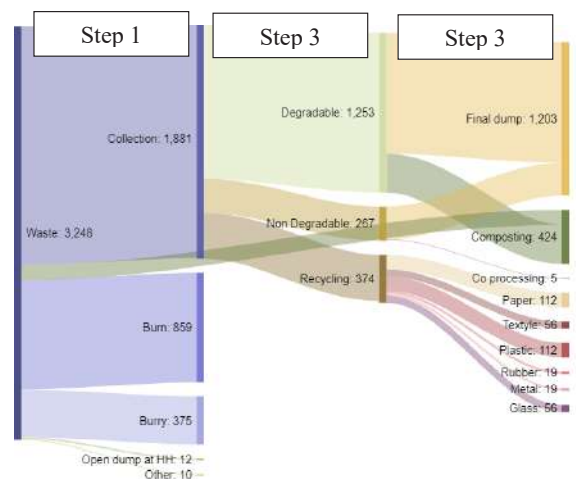 Step 1
Step 3
Step 3
Waste: 3,248
Collection: 1,881
Burn: 859
Burry: 375
Open dump at HH: 12
Other: 10
Degradable: 1,253
Non Degradable: 267
Recycling: 374
Final dump: 1,203
Composting: 424
Co processing: 5
Paper: 112
Textyle: 56
Plastic: 112
Rubber: 19
Metal: 19
Glass: 56